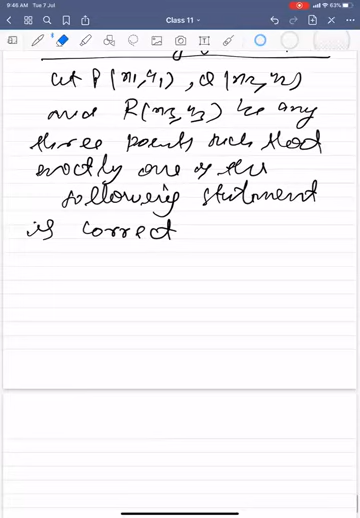 9:46 AM Tue 7 Jul
53%
Class 11
let P(x1,y1), Q(x2,y2)
and R(x3,y3) be any
three points such that
exactly one of the
following statement
is correct